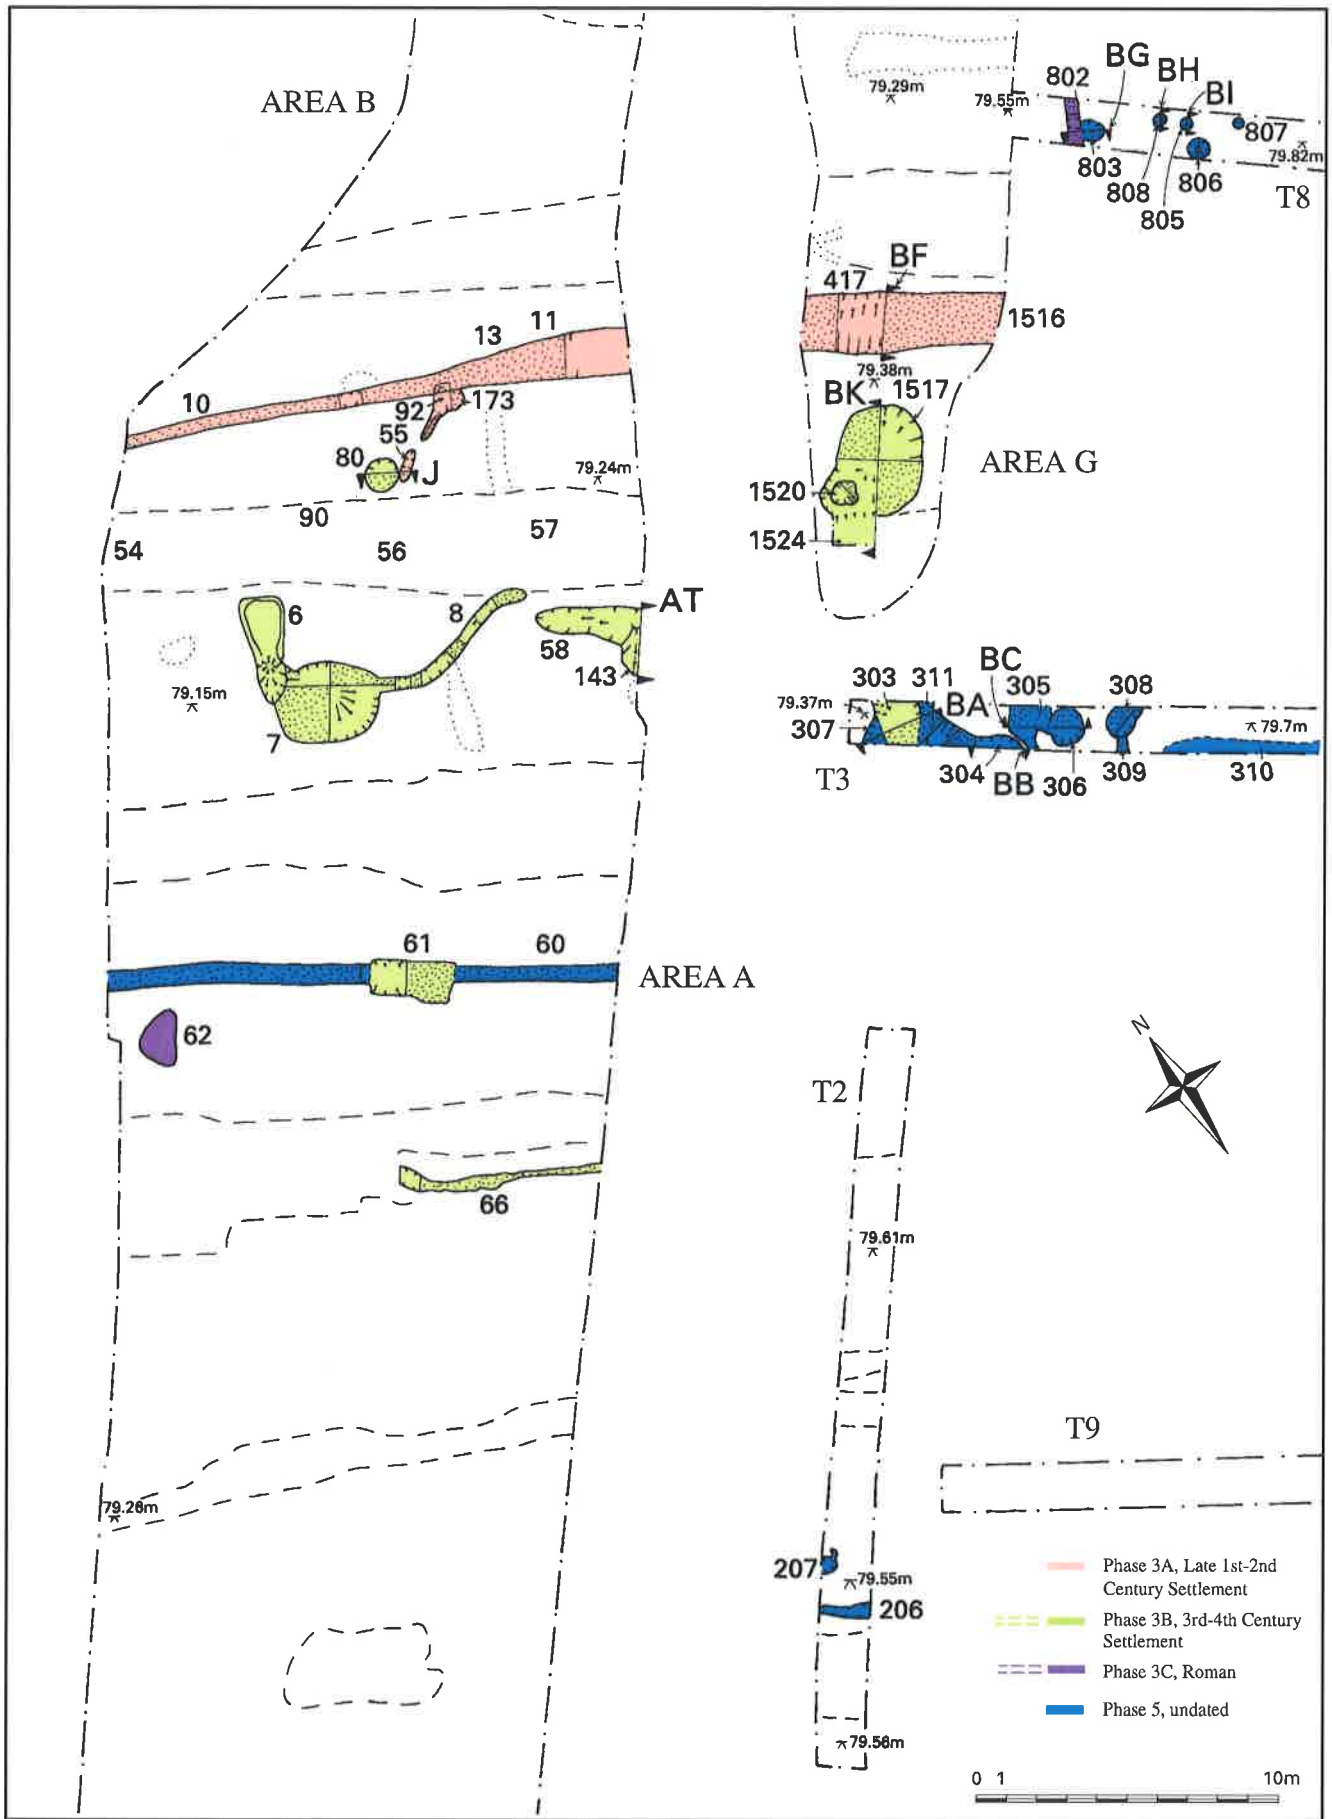 AREA B
79.29m
79.55m
802
BG
BH
BI
807
79.82m
803
808
806
805
T8
417
BF
1516
13
11
10
92
173
55
80
J
79.24m
79.38m
BK
1517
AREA G
1520
1524
90
57
54
56
6
8
AT
58
143
79.15m
7
BC
303
311
305
308
79.37m
BA
307
79.7m
T3
304
BB
306
309
310
61
60
AREA A
62
N
T2
66
79.61m
T9
79.26m
207
79.55m
206
79.56m
Phase 3A, Late 1st-2nd
Century Settlement
Phase 3B, 3rd-4th Century
Settlement
Phase 3C, Roman
Phase 5, undated
0 1 10m